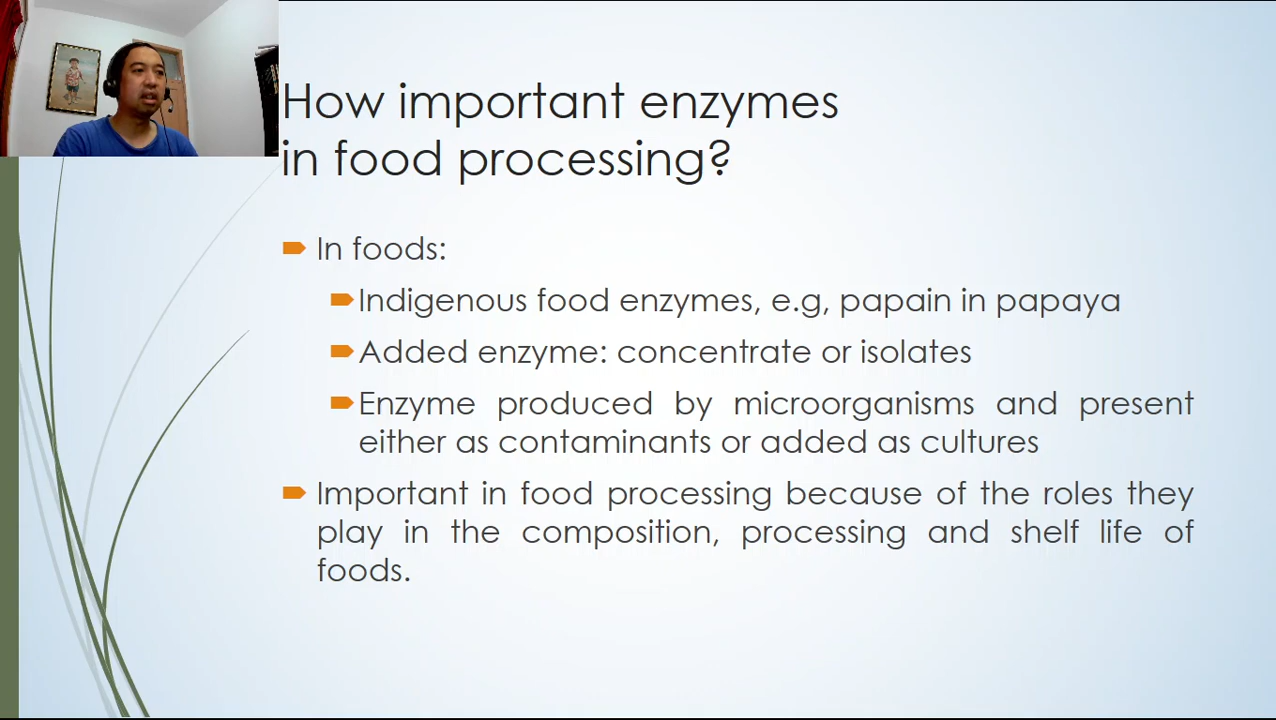 How important enzymes
in food processing?
In foods:
Indigenous food enzymes, e.g, papain in papaya
Added enzyme: concentrate or isolates
Enzyme produced by microorganisms and present
either as contaminants or added as cultures
Important in food processing because of the roles they
play in the composition, processing and shelf life of
foods.